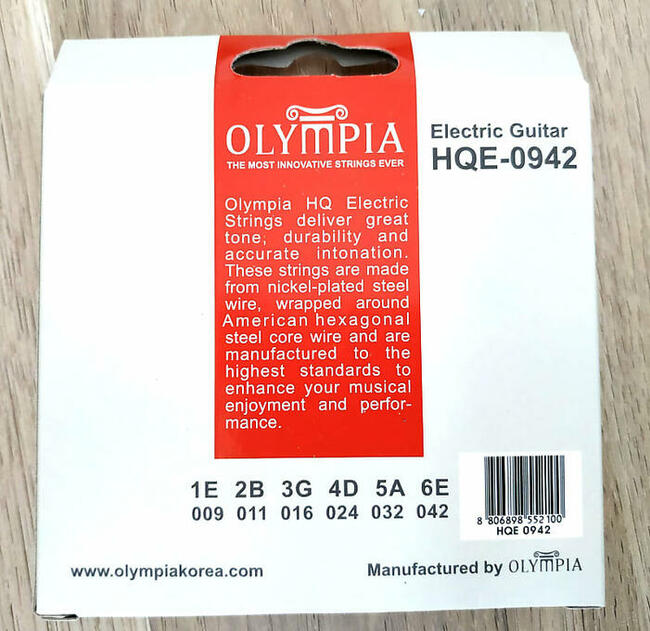 OLYMPIA
THE MOST INNOVATIVE STRINGS EVER
Electric Guitar
HQE-0942
Olympia HQ Electric
Strings deliver great
tone, durability and
accurate intonation.
These strings are made
from nickel-plated steel
wire, wrapped around
American hexagonal
steel core wire and are
manufactured to the
highest standards to
enhance your musical
enjoyment and perfor-
mance.
1E 2B 3G 4D 5A 6E
009 011 016 024 032 042
8 806898 552100
HQE 0942
www.olympiakorea.com
Manufactured by OLYMPIA